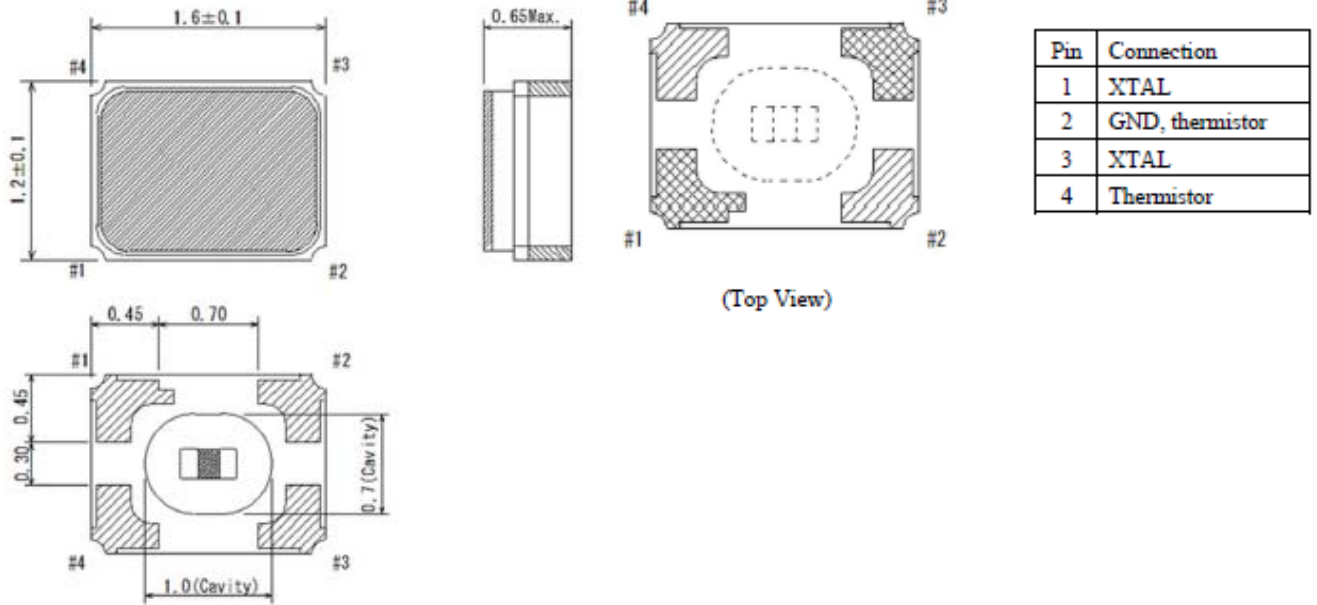 1.6±0.1
#4
#3
1.2±0.1
#1
#2
0.65Max.
#4
#3
#1
#2
(Top View)
Pin Connection
1 XTAL
2 GND, thermistor
3 XTAL
4 Thermistor
0.45
0.70
#1
#2
0.45
0.30
0.7(Cavity)
#4
#3
1.0(Cavity)